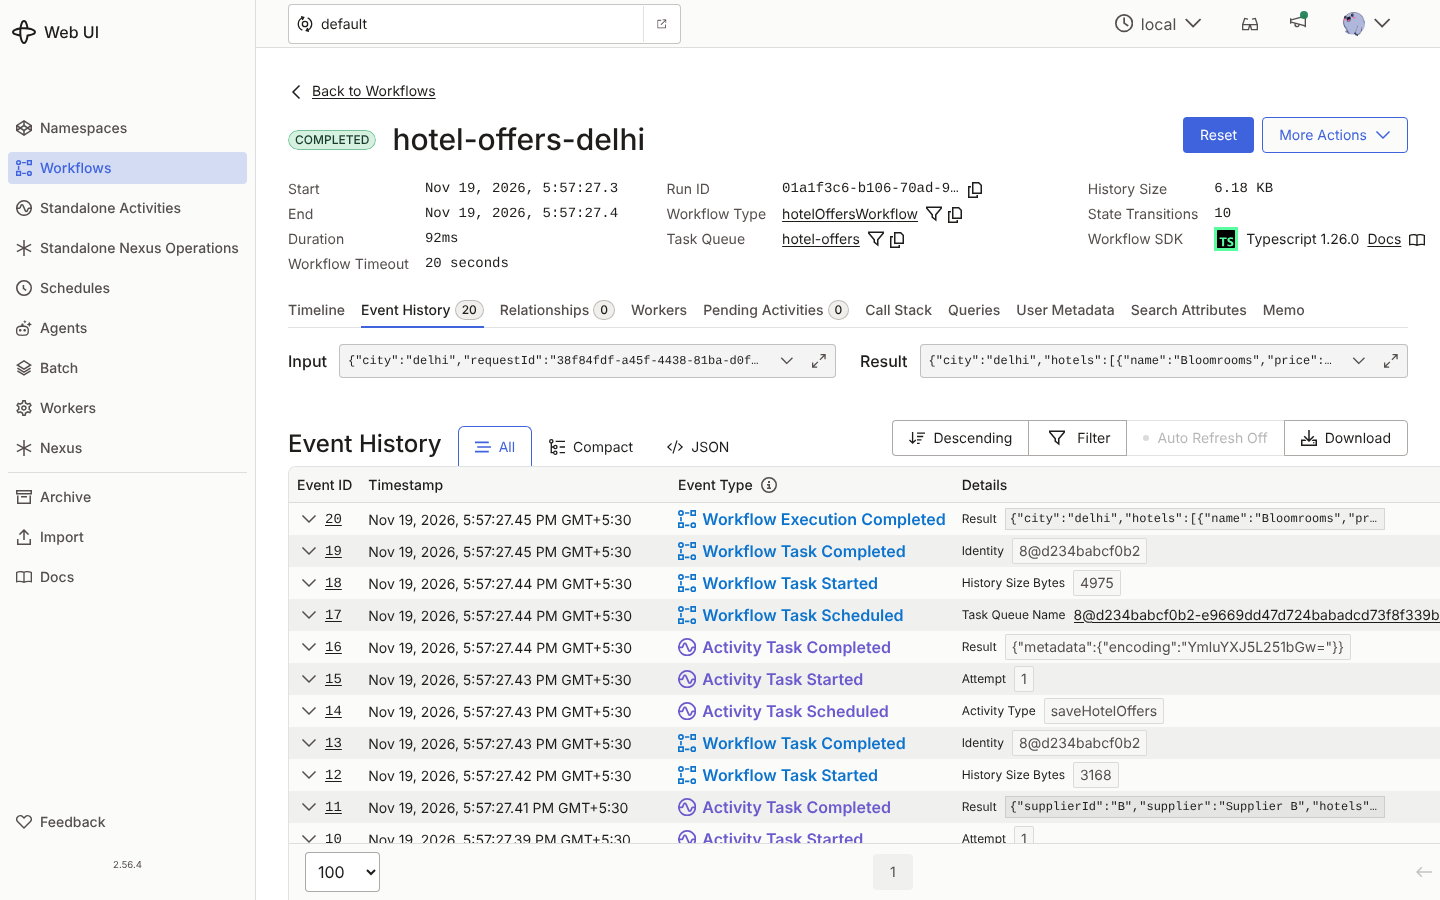 Web UI
default
local
Namespaces
Workflows
Standalone Activities
Standalone Nexus Operations
Schedules
Agents
Batch
Workers
Nexus
Archive
Import
Docs
Feedback
2.56.4
Back to Workflows
COMPLETED
hotel-offers-delhi
Reset
More Actions
Start Nov 19, 2026, 5:57:27.3
End Nov 19, 2026, 5:57:27.4
Duration 92ms
Workflow Timeout 20 seconds
Run ID 01a1f3c6-b106-70ad-9…
Workflow Type hotelOffersWorkflow
Task Queue hotel-offers
History Size 6.18 KB
State Transitions 10
Workflow SDK TS Typescript 1.26.0 Docs
Timeline Event History 20 Relationships 0 Workers Pending Activities 0 Call Stack Queries User Metadata Search Attributes Memo
Input {"city":"delhi","requestId":"38f84fdf-a45f-4438-81ba-d0f…
Result {"city":"delhi","hotels":[{"name":"Bloomrooms","price":…
Event History All Compact JSON
Descending Filter Auto Refresh Off Download
Event ID Timestamp Event Type Details
20 Nov 19, 2026, 5:57:27.45 PM GMT+5:30 Workflow Execution Completed Result {"city":"delhi","hotels":[{"name":"Bloomrooms","pr…
19 Nov 19, 2026, 5:57:27.45 PM GMT+5:30 Workflow Task Completed Identity 8@d234babcf0b2
18 Nov 19, 2026, 5:57:27.44 PM GMT+5:30 Workflow Task Started History Size Bytes 4975
17 Nov 19, 2026, 5:57:27.44 PM GMT+5:30 Workflow Task Scheduled Task Queue Name 8@d234babcf0b2-e9669dd47d724babadcd73f8f339b
16 Nov 19, 2026, 5:57:27.44 PM GMT+5:30 Activity Task Completed Result {"metadata":{"encoding":"YmluYXJ5L251bGw="}}
15 Nov 19, 2026, 5:57:27.43 PM GMT+5:30 Activity Task Started Attempt 1
14 Nov 19, 2026, 5:57:27.43 PM GMT+5:30 Activity Task Scheduled Activity Type saveHotelOffers
13 Nov 19, 2026, 5:57:27.43 PM GMT+5:30 Workflow Task Completed Identity 8@d234babcf0b2
12 Nov 19, 2026, 5:57:27.42 PM GMT+5:30 Workflow Task Started History Size Bytes 3168
11 Nov 19, 2026, 5:57:27.41 PM GMT+5:30 Activity Task Completed Result {"supplierId":"B","supplier":"Supplier B","hotels"…
10 Nov 19, 2026, 5:57:27.39 PM GMT+5:30 Activity Task Started Attempt 1
100
1